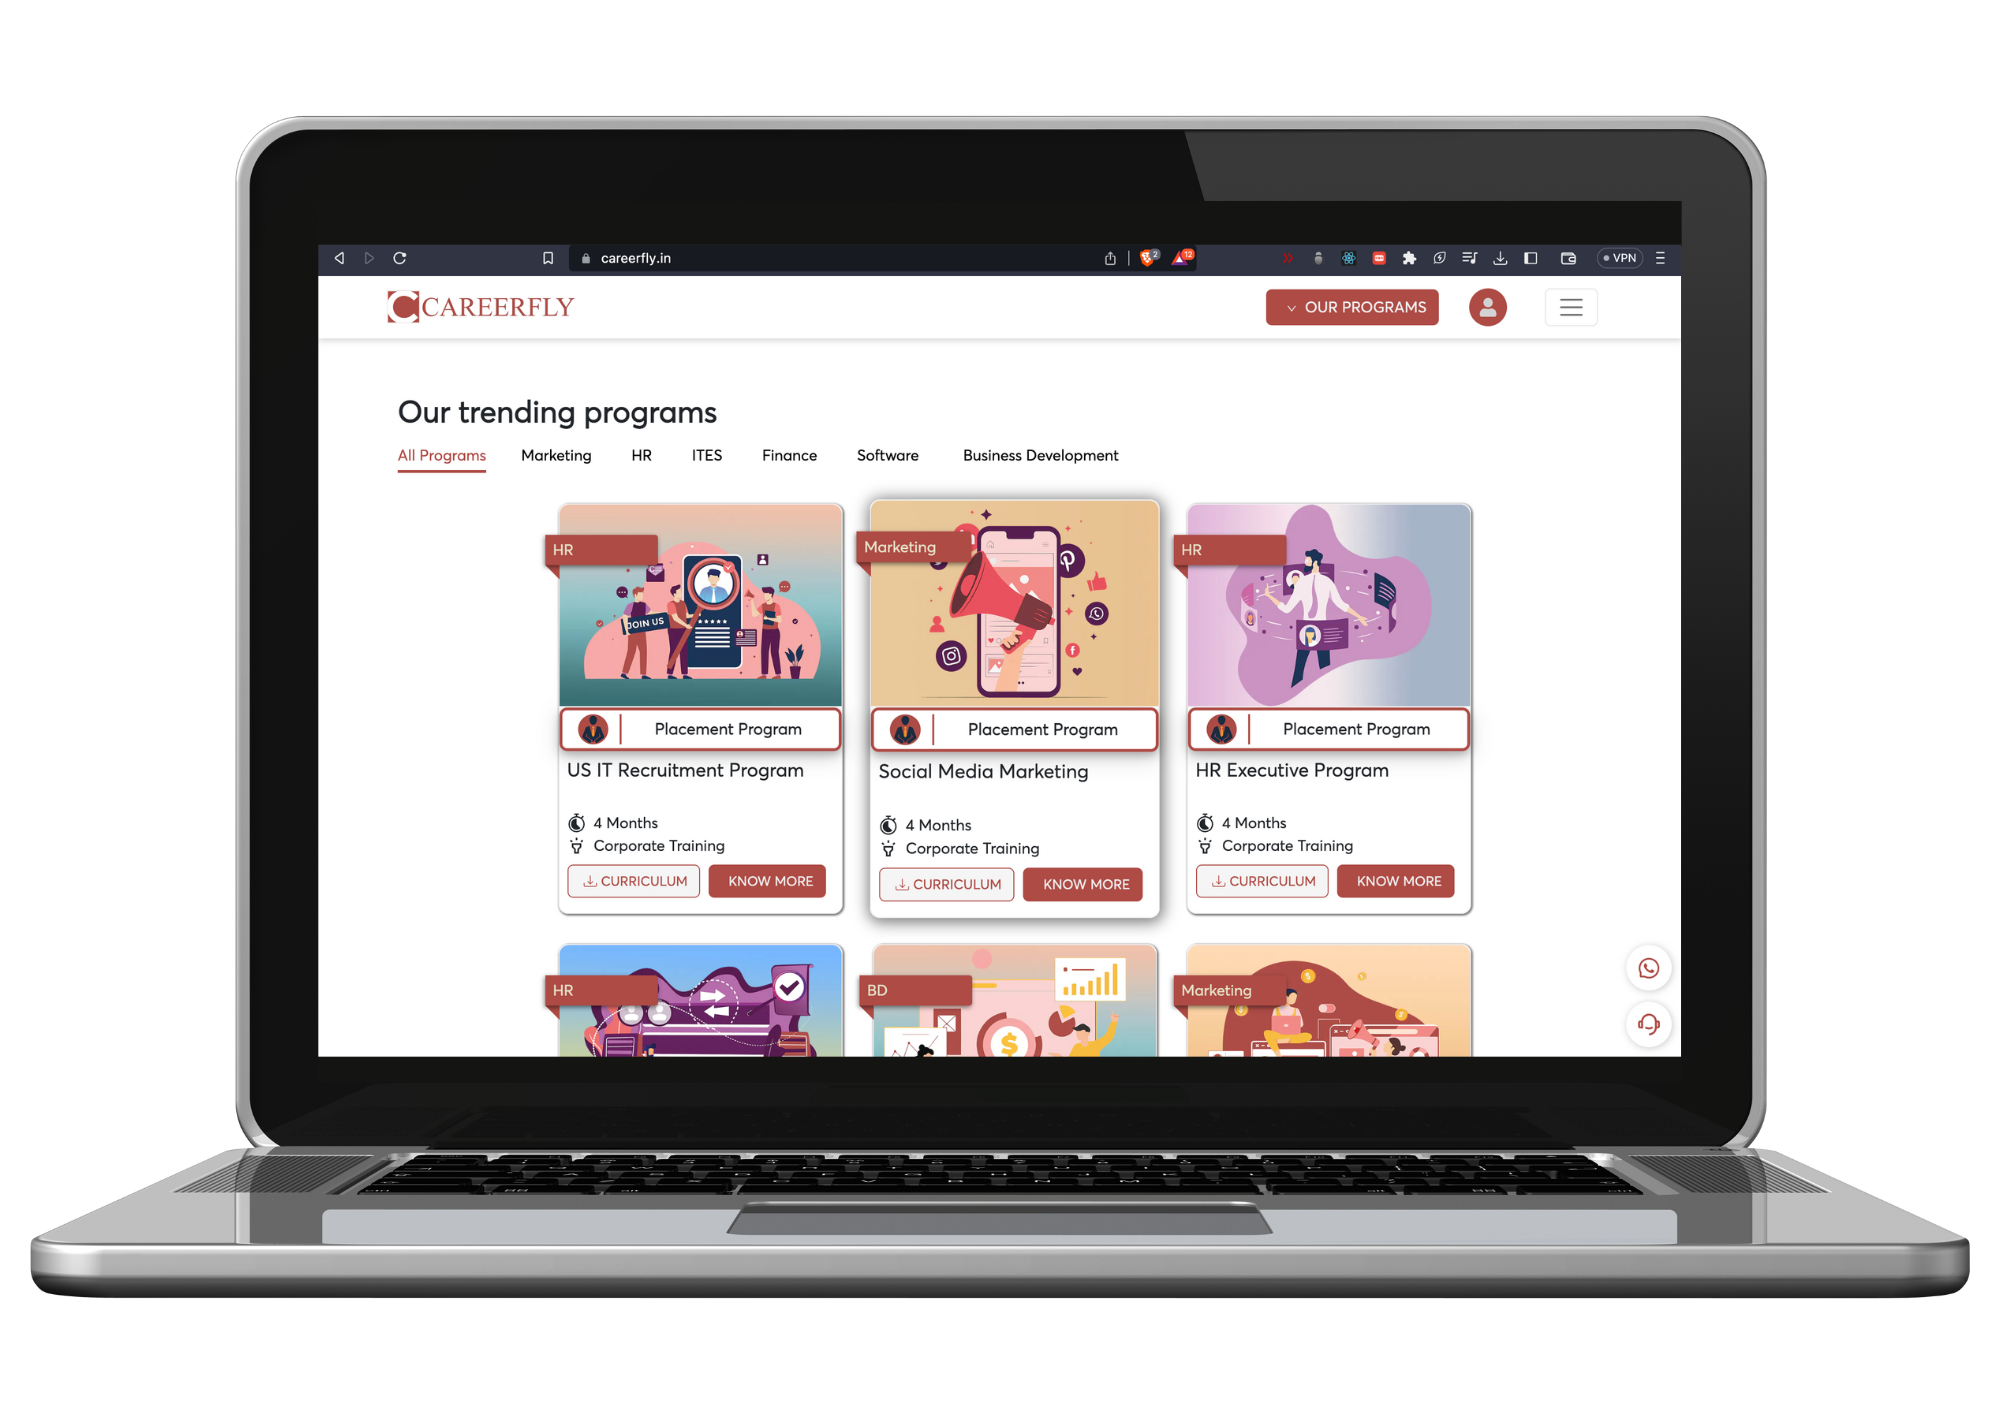 careerfly.in
2
12
VPN
CAREERFLY
OUR PROGRAMS
Our trending programs
All Programs Marketing HR ITES Finance Software Business Development
HR
JOIN US
Placement Program
US IT Recruitment Program
4 Months
Corporate Training
CURRICULUM KNOW MORE
Marketing
Placement Program
Social Media Marketing
4 Months
Corporate Training
CURRICULUM KNOW MORE
HR
Placement Program
HR Executive Program
4 Months
Corporate Training
CURRICULUM KNOW MORE
HR
BD
$
Marketing